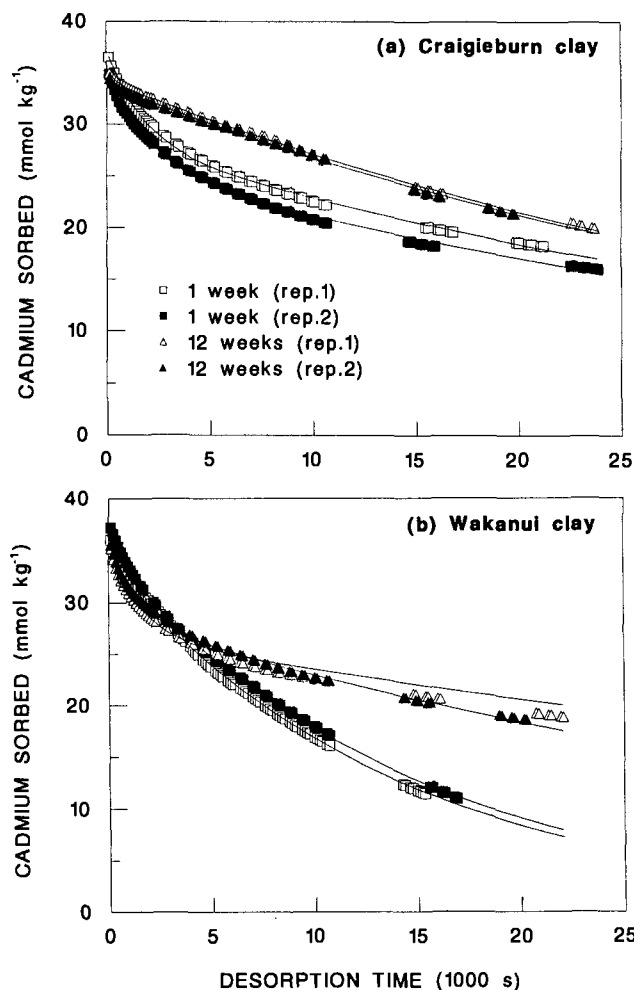 (a) Craigieburn clay
CADMIUM SORBED (mmol kg⁻¹)
40
30
20
10
0
□ 1 week (rep.1)
■ 1 week (rep.2)
△ 12 weeks (rep.1)
▲ 12 weeks (rep.2)
0 5 10 15 20 25
(b) Wakanui clay
CADMIUM SORBED (mmol kg⁻¹)
40
30
20
10
0
0 5 10 15 20 25
DESORPTION TIME (1000 s)